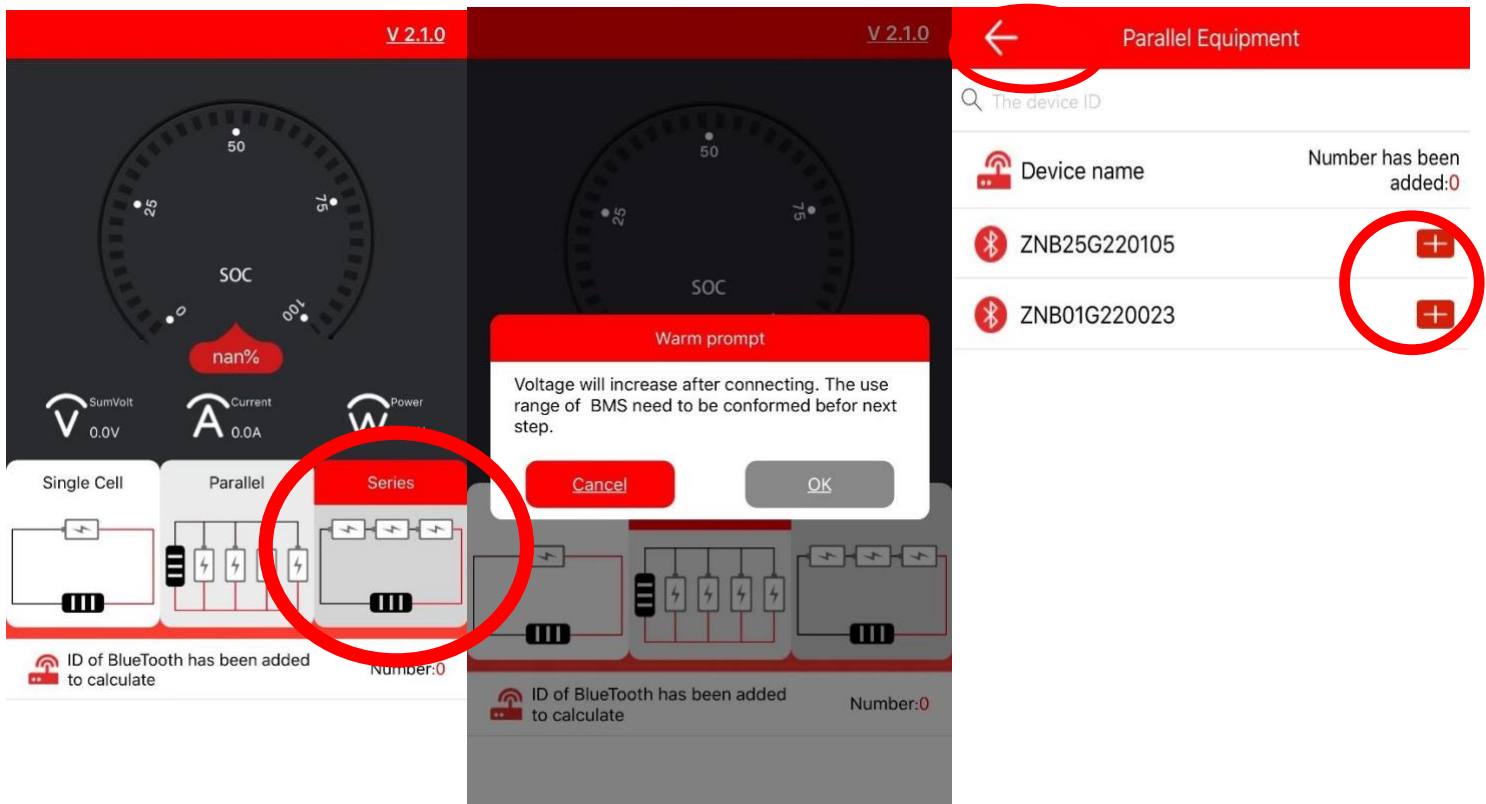 V 2.1.0
50
25
75
SOC
0
100
nan%
SumVolt
V 0.0V
Current
A 0.0A
Power
W
Single Cell
Parallel
Series
ID of BlueTooth has been added
to calculate
Number:0
V 2.1.0
50
25
75
SOC
Warm prompt
Voltage will increase after connecting. The use
range of BMS need to be conformed befor next
step.
Cancel
OK
ID of BlueTooth has been added
to calculate
Number:0
Parallel Equipment
The device ID
Device name
Number has been
added:0
ZNB25G220105
ZNB01G220023